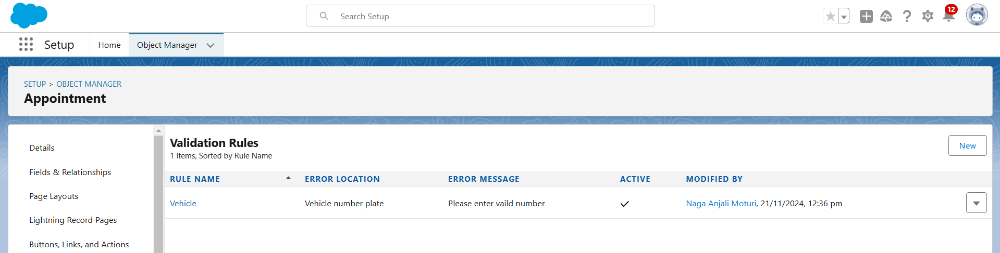 Search Setup
12
Setup
Home
Object Manager
SETUP > OBJECT MANAGER
Appointment
Details
Fields & Relationships
Page Layouts
Lightning Record Pages
Buttons, Links, and Actions
Validation Rules
1 Items, Sorted by Rule Name
New
RULE NAME ERROR LOCATION ERROR MESSAGE ACTIVE MODIFIED BY
Vehicle Vehicle number plate Please enter vaild number Naga Anjali Moturi, 21/11/2024, 12:36 pm